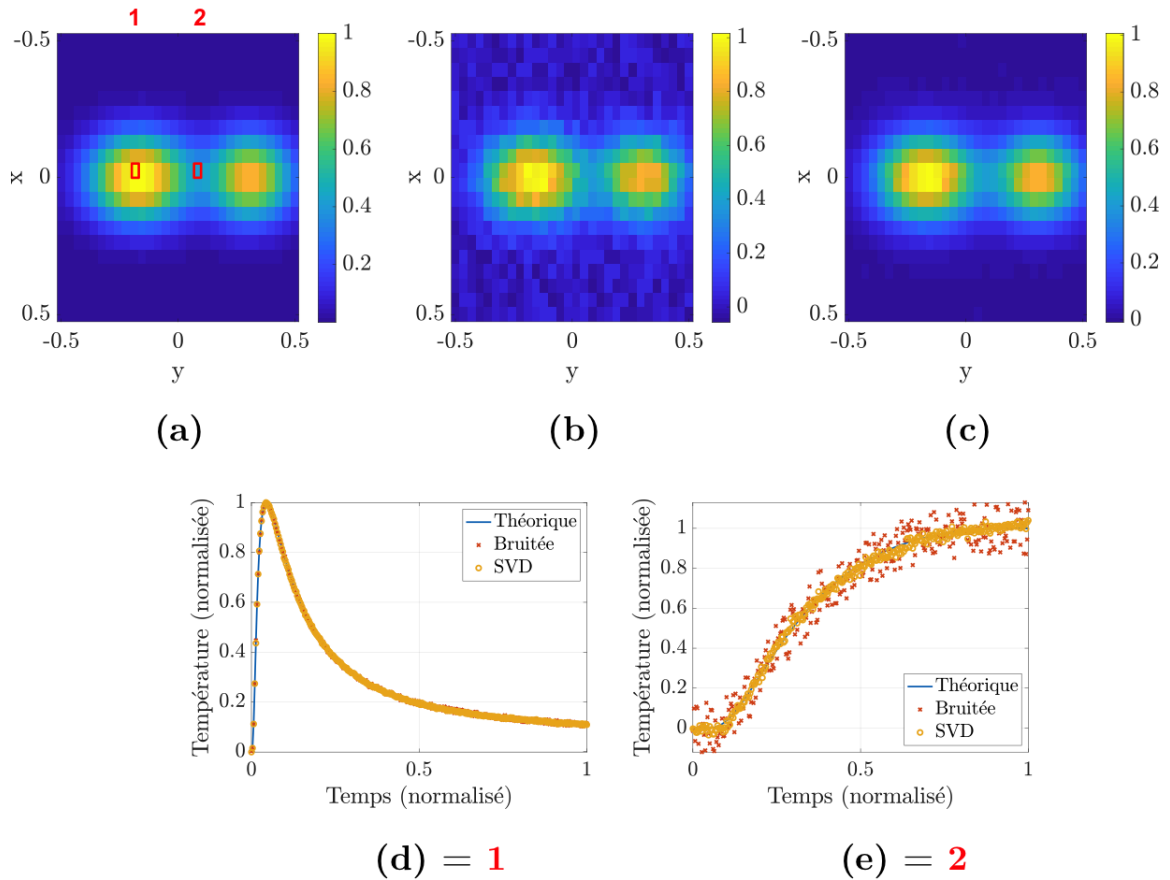 1 2
-0.5
0
0.5
x
-0.5 0 0.5
y
1
0.8
0.6
0.4
0.2
(a)
-0.5
0
0.5
x
-0.5 0 0.5
y
1
0.8
0.6
0.4
0.2
0
(b)
-0.5
0
0.5
x
-0.5 0 0.5
y
1
0.8
0.6
0.4
0.2
0
(c)
Température (normalisée)
1
0.8
0.6
0.4
0.2
0
0 0.5 1
Temps (normalisé)
Théorique
Bruitée
SVD
(d) = 1
Température (normalisée)
1
0.8
0.6
0.4
0.2
0
0 0.5 1
Temps (normalisé)
Théorique
Bruitée
SVD
(e) = 2